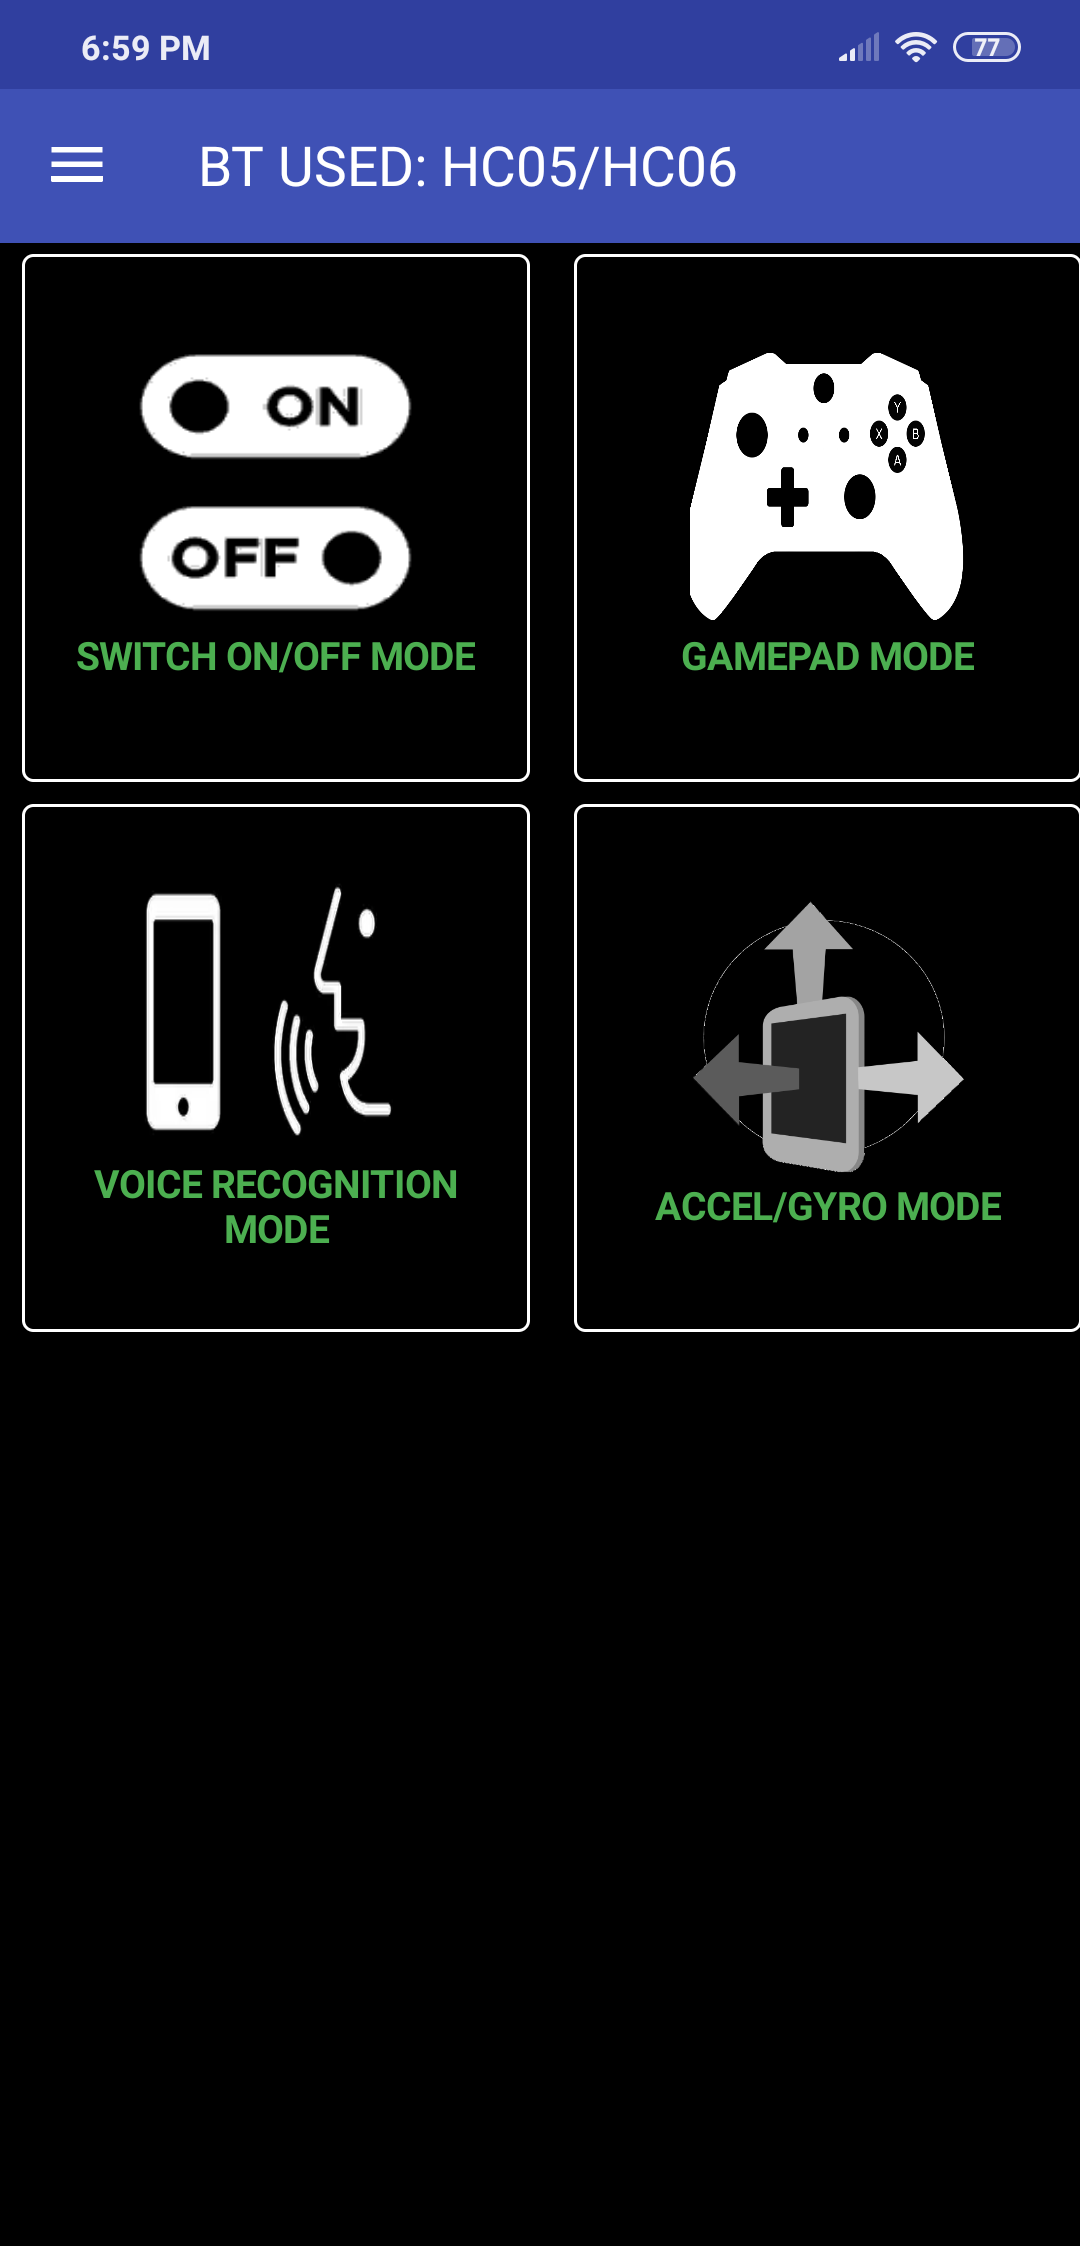 6:59 PM
77
BT USED: HC05/HC06
ON
OFF
SWITCH ON/OFF MODE
Y
X B
A
GAMEPAD MODE
VOICE RECOGNITION
MODE
ACCEL/GYRO MODE